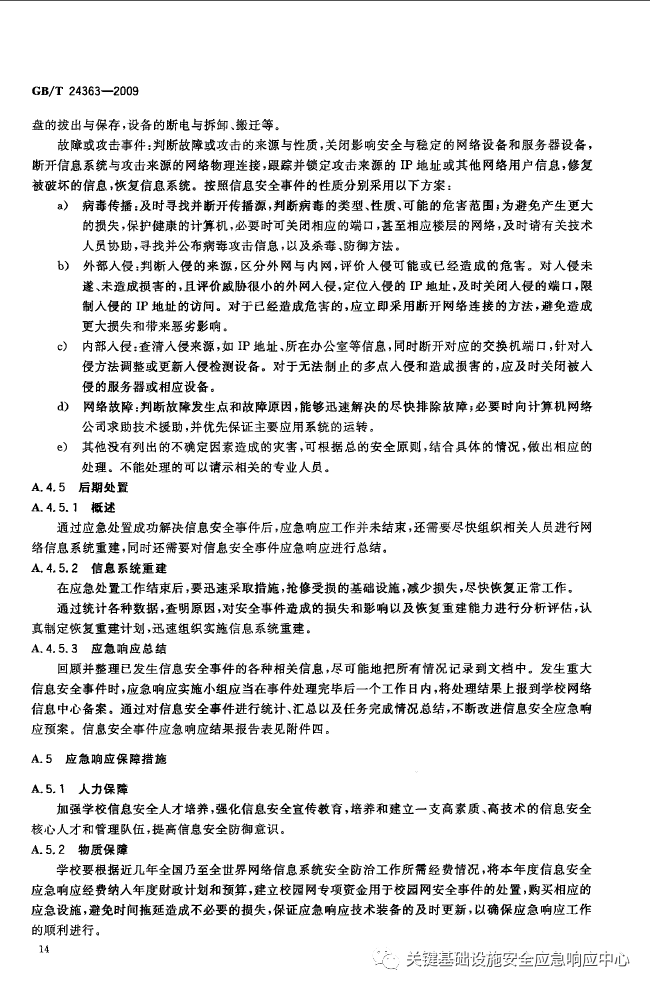 GB/T 24363—2009
盘的拔出与保存,设备的断电与拆卸、搬迁等。
故障或攻击事件:判断故障或攻击的来源与性质,关闭影响安全与稳定的网络设备和服务器设备,
断开信息系统与攻击来源的网络物理连接,跟踪并锁定攻击来源的 IP 地址或其他网络用户信息,修复
被破坏的信息,恢复信息系统。按照信息安全事件的性质分别采用以下方案:
a) 病毒传播:及时寻找并断开传播源,判断病毒的类型、性质、可能的危害范围;为避免产生更大
的损失,保护健康的计算机,必要时可关闭相应的端口,甚至相应楼层的网络,及时请有关技术
人员协助,寻找并公布病毒攻击信息,以及杀毒、防御方法。
b) 外部入侵:判断入侵的来源,区分外网与内网,评价入侵可能或已经造成的危害。对入侵未
遂、未造成损害的,且评价威胁很小的外网入侵,定位入侵的 IP 地址,及时关闭入侵的端口,限
制入侵的 IP 地址的访问。对于已经造成危害的,应立即采用断开网络连接的方法,避免造成
更大损失和带来恶劣影响。
c) 内部入侵:查清入侵来源,如 IP 地址、所在办公室等信息,同时断开对应的交换机端口,针对入
侵方法调整或更新入侵检测设备。对于无法制止的多点入侵和造成损害的,应及时关闭被入
侵的服务器或相应设备。
d) 网络故障:判断故障发生点和故障原因,能够迅速解决的尽快排除故障;必要时向计算机网络
公司求助技术援助,并优先保证主要应用系统的运转。
e) 其他没有列出的不确定因素造成的灾害,可根据总的安全原则,结合具体的情况,做出相应的
处理。不能处理的可以请示相关的专业人员。
A.4.5 后期处置
A.4.5.1 概述
通过应急处置成功解决信息安全事件后,应急响应工作并未结束,还需要尽快组织相关人员进行网
络信息系统重建,同时还需要对信息安全事件应急响应进行总结。
A.4.5.2 信息系统重建
在应急处置工作结束后,要迅速采取措施,抢修受损的基础设施,减少损失,尽快恢复正常工作。
通过统计各种数据,查明原因,对安全事件造成的损失和影响以及恢复重建能力进行分析评估,认
真制定恢复重建计划,迅速组织实施信息系统重建。
A.4.5.3 应急响应总结
回顾并整理已发生信息安全事件的各种相关信息,尽可能地把所有情况记录到文档中。发生重大
信息安全事件时,应急响应实施小组应当在事件处理完毕后一个工作日内,将处理结果上报到学校网络
信息中心备案。通过对信息安全事件进行统计、汇总以及任务完成情况总结,不断改进信息安全应急响
应预案。信息安全事件应急响应结果报告表见附件四。
A.5 应急响应保障措施
A.5.1 人力保障
加强学校信息安全人才培养,强化信息安全宣传教育,培养和建立一支高素质、高技术的信息安全
核心人才和管理队伍,提高信息安全防御意识。
A.5.2 物质保障
学校要根据近几年全国乃至全世界网络信息系统安全防治工作所需经费情况,将本年度信息安全
应急响应经费纳入年度财政计划和预算,建立校园网专项资金用于校园网安全事件的处置,购买相应的
应急设施,避免时间拖延造成不必要的损失,保证应急响应技术装备的及时更新,以确保应急响应工作
的顺利进行。
14
关键基础设施安全应急响应中心